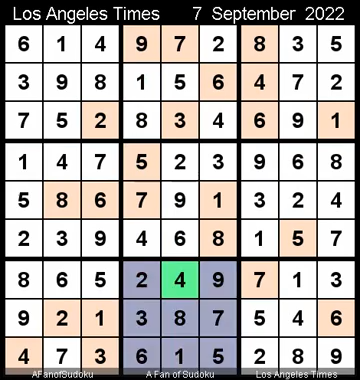 Los Angeles Times 7 September 2022
6 1 4 9 7 2 8 3 5
3 9 8 1 5 6 4 7 2
7 5 2 8 3 4 6 9 1
1 4 7 5 2 3 9 6 8
5 8 6 7 9 1 3 2 4
2 3 9 4 6 8 1 5 7
8 6 5 2 4 9 7 1 3
9 2 1 3 8 7 5 4 6
4 7 3 6 1 5 2 8 9
AFanofSudoku A Fan of Sudoku Los Angeles Times